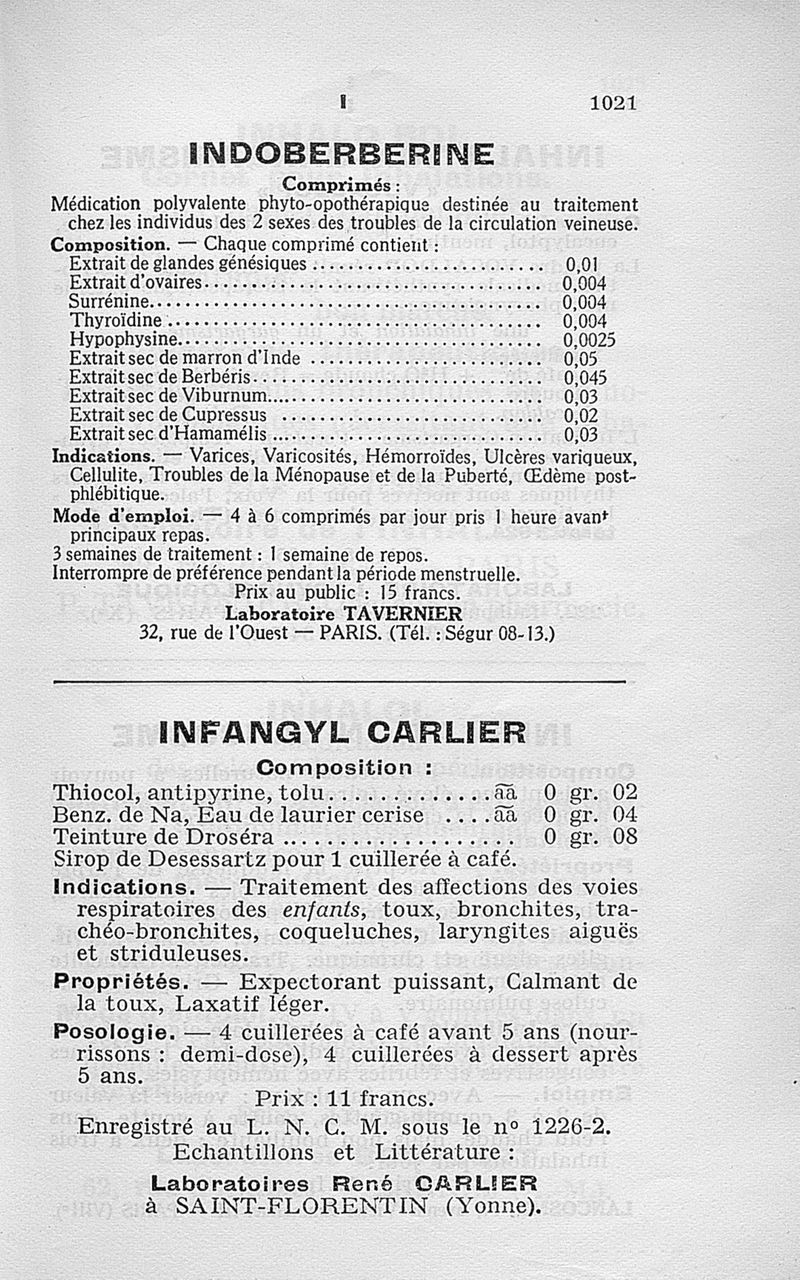 I 1021
INDOBERBERINE
Comprimés :
Médication polyvalente phyto-opothérapique destinée au traitement
chez les individus des 2 sexes des troubles de la circulation veineuse.
Composition. — Chaque comprimé contient :
Extrait de glandes génésiques ........................ 0,01
Extrait d'ovaires.................................... 0,004
Surrénine........................................... 0,004
Thyroïdine ......................................... 0,004
Hypophysine........................................ 0,0025
Extrait sec de marron d'Inde ......................... 0,05
Extrait sec de Berbéris............................... 0,045
Extrait sec de Viburnum.............................. 0,03
Extrait sec de Cupressus ............................ 0,02
Extrait sec d'Hamamélis ............................. 0,03
Indications. — Varices, Varicosités, Hémorroïdes, Ulcères variqueux,
Cellulite, Troubles de la Ménopause et de la Puberté, Œdème post-
phlébitique.
Mode d'emploi. — 4 à 6 comprimés par jour pris 1 heure avant
principaux repas.
3 semaines de traitement : 1 semaine de repos.
Interrompre de préférence pendant la période menstruelle.
Prix au public : 15 francs.
Laboratoire TAVERNIER
32, rue de l'Ouest — PARIS. (Tél. : Ségur 08-13.)
INFANGYL CARLIER
Composition :
Thiocol, antipyrine, tolu..............āā 0 gr. 02
Benz. de Na, Eau de laurier cerise ....āā 0 gr. 04
Teinture de Droséra .................... 0 gr. 08
Sirop de Desessartz pour 1 cuillerée à café.
Indications. — Traitement des affections des voies
respiratoires des enfants, toux, bronchites, tra-
chéo-bronchites, coqueluches, laryngites aiguës
et striduleuses.
Propriétés. — Expectorant puissant, Calmant de
la toux, Laxatif léger.
Posologie. — 4 cuillerées à café avant 5 ans (nour-
rissons : demi-dose), 4 cuillerées à dessert après
5 ans.
Prix : 11 francs.
Enregistré au L. N. C. M. sous le nº 1226-2.
Echantillons et Littérature :
Laboratoires René CARLIER
à SAINT-FLORENTIN (Yonne).